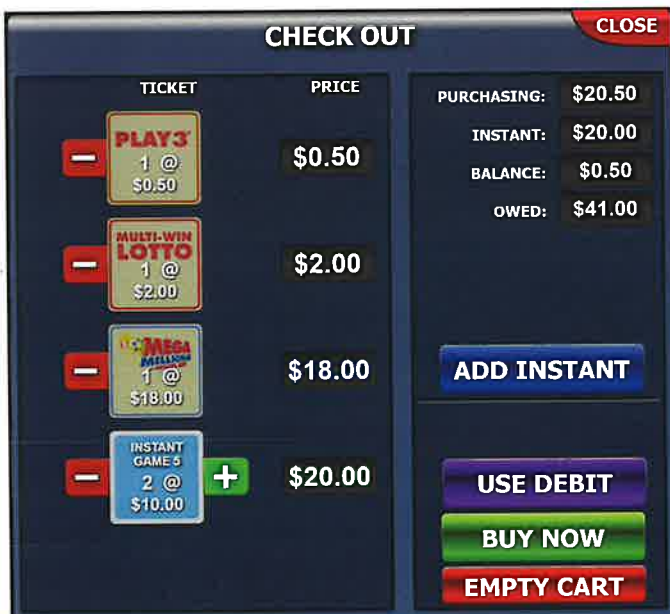 CHECK OUT
CLOSE
TICKET
PRICE
PLAY3
1 @
$0.50
$0.50
MULTI-WIN
LOTTO
1 @
$2.00
$2.00
MEGA
MILLIONS
1 @
$18.00
$18.00
INSTANT
GAME 5
2 @
$10.00
$20.00
PURCHASING: $20.50
INSTANT: $20.00
BALANCE: $0.50
OWED: $41.00
ADD INSTANT
USE DEBIT
BUY NOW
EMPTY CART